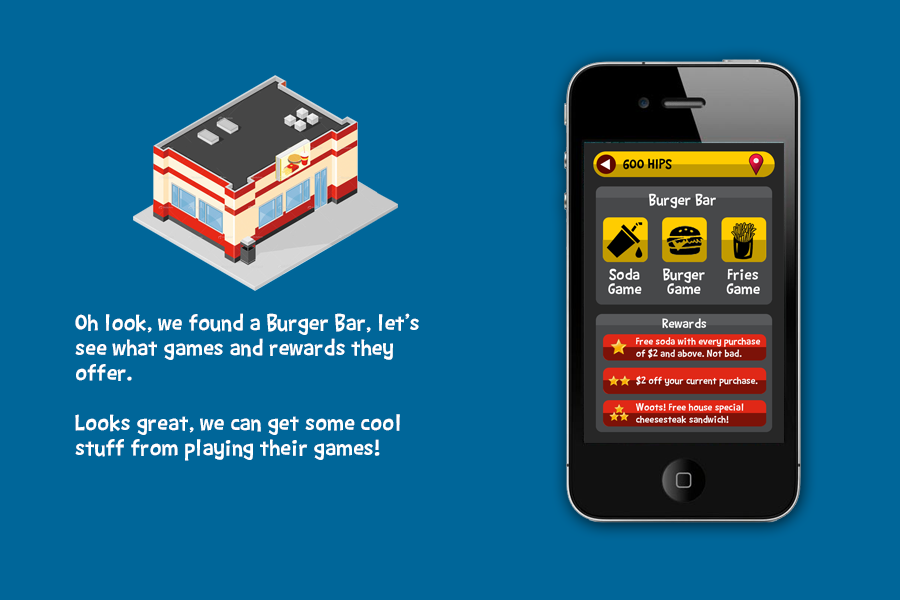 Oh look, we found a Burger Bar, let's
see what games and rewards they
offer.
Looks great, we can get some cool
stuff from playing their games!
600 HIPS
Burger Bar
Soda
Game
Burger
Game
Fries
Game
Rewards
Free soda with every purchase
of $2 and above. Not bad.
$2 off your current purchase.
Woots! Free house special
cheesesteak sandwich!